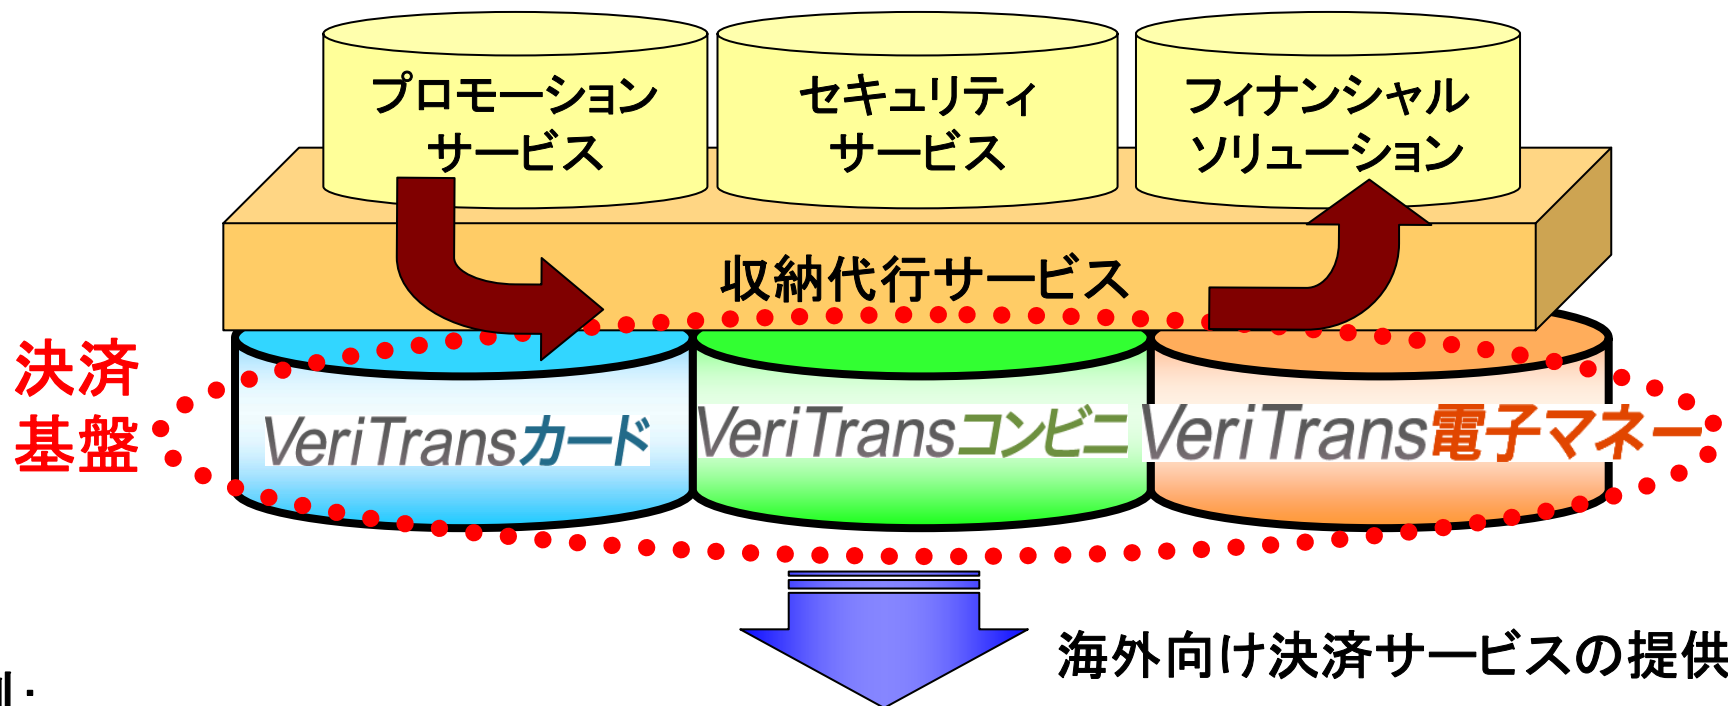 プロモーション
サービス
セキュリティ
サービス
フィナンシャル
ソリューション
収納代行サービス
決済
基盤
VeriTransカード
VeriTransコンビニ
VeriTrans電子マネー
海外向け決済サービスの提供